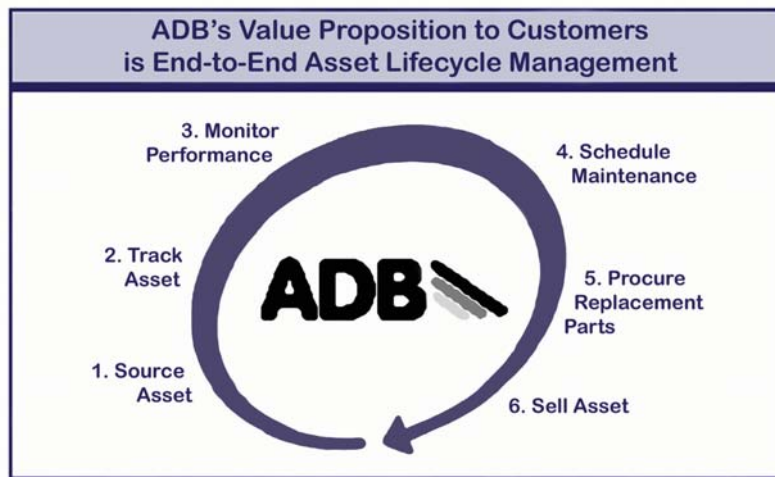 ADB's Value Proposition to Customers
is End-to-End Asset Lifecycle Management
3. Monitor
Performance
4. Schedule
Maintenance
2. Track
Asset
ADB
5. Procure
Replacement
Parts
1. Source
Asset
6. Sell Asset